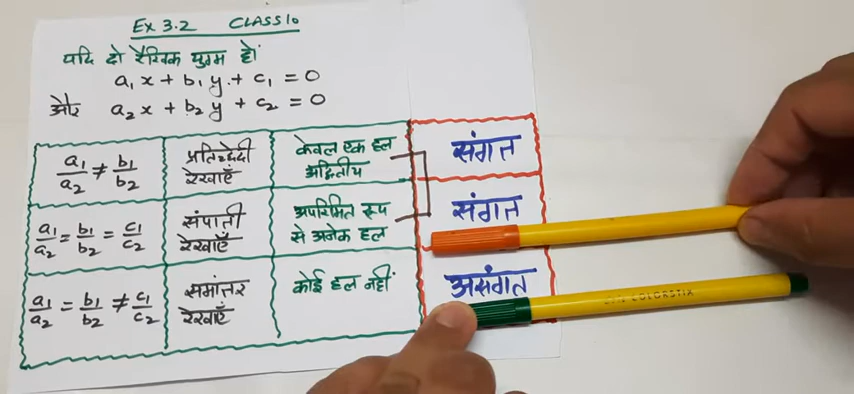 Ex 3.2 CLASS 10
यदि दो रैखिक युग्म हों
a₁x + b₁y + c₁ = 0
और a₂x + b₂y + c₂ = 0
a₁/a₂ ≠ b₁/b₂
प्रतिच्छेदी
रेखाएँ
केवल एक हल
अद्वितीय
संगत
a₁/a₂ = b₁/b₂ = c₁/c₂
संपाती
रेखाएँ
अपरिमित रूप
से अनेक हल
संगत
a₁/a₂ = b₁/b₂ ≠ c₁/c₂
समांतर
रेखाएँ
कोई हल नहीं
असंगत
COLORSTIX